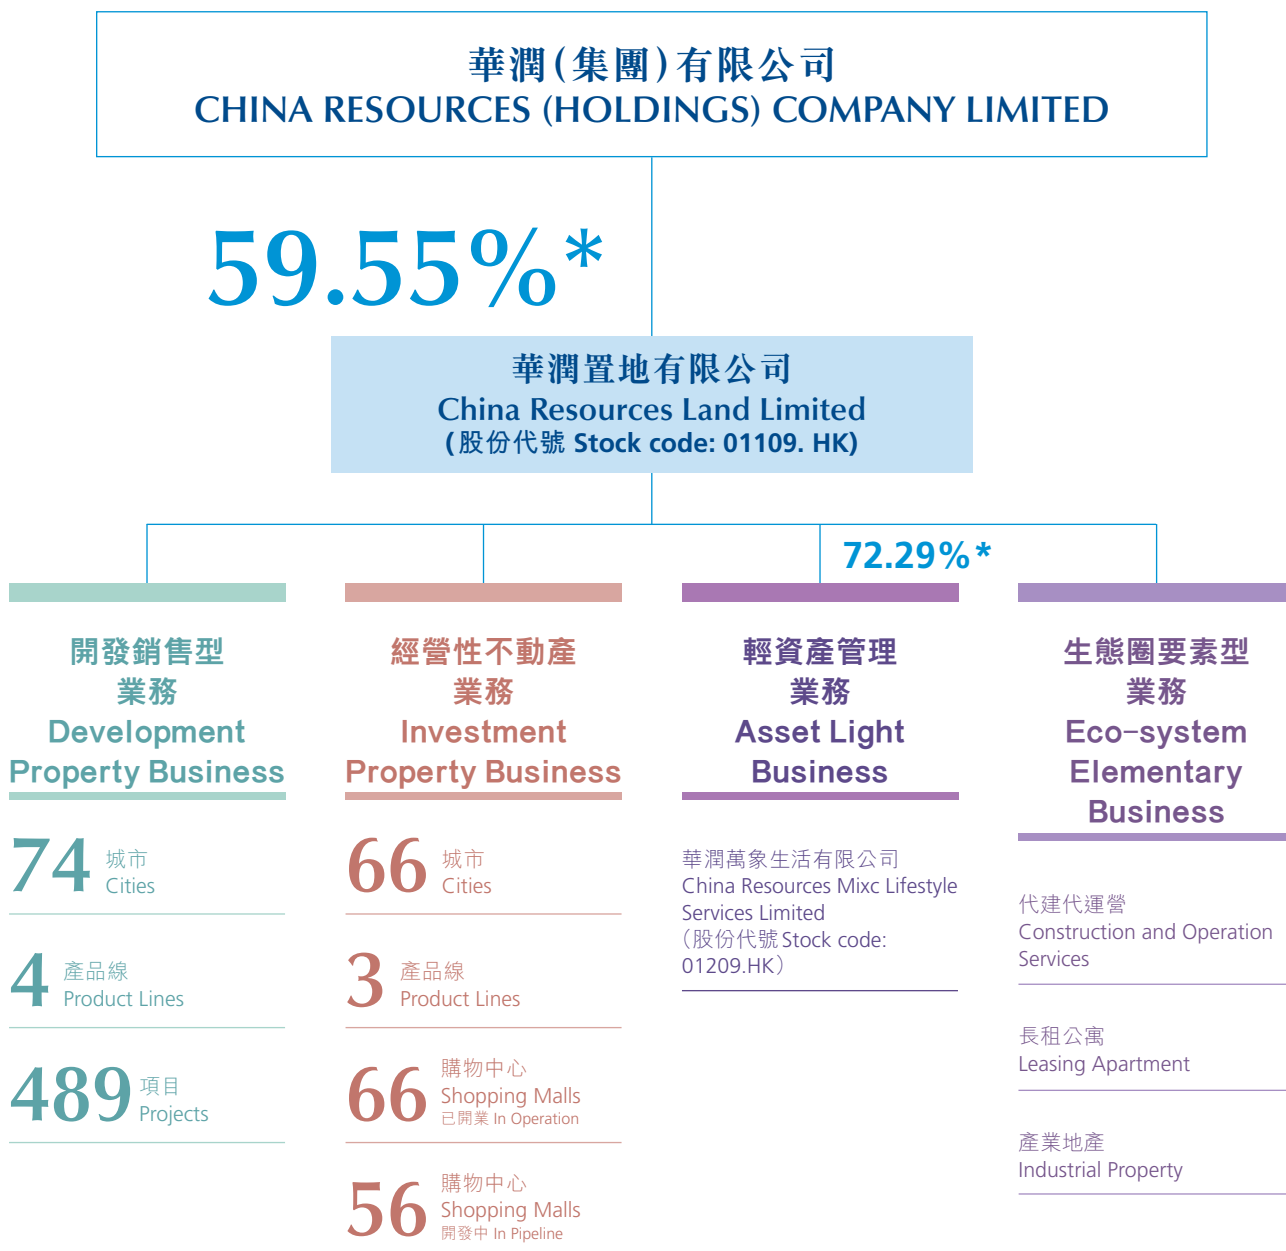 華潤(集團)有限公司
CHINA RESOURCES (HOLDINGS) COMPANY LIMITED
59.55%*
華潤置地有限公司
China Resources Land Limited
(股份代號 Stock code: 01109. HK)
72.29%*
開發銷售型
業務
Development
Property Business
74 城市
Cities
4 產品線
Product Lines
489 項目
Projects
經營性不動產
業務
Investment
Property Business
66 城市
Cities
3 產品線
Product Lines
66 購物中心
Shopping Malls
已開業 In Operation
56 購物中心
Shopping Malls
開發中 In Pipeline
輕資產管理
業務
Asset Light
Business
華潤萬象生活有限公司
China Resources Mixc Lifestyle
Services Limited
（股份代號 Stock code:
01209.HK）
生態圈要素型
業務
Eco-system
Elementary
Business
代建代運營
Construction and Operation
Services
長租公寓
Leasing Apartment
產業地產
Industrial Property